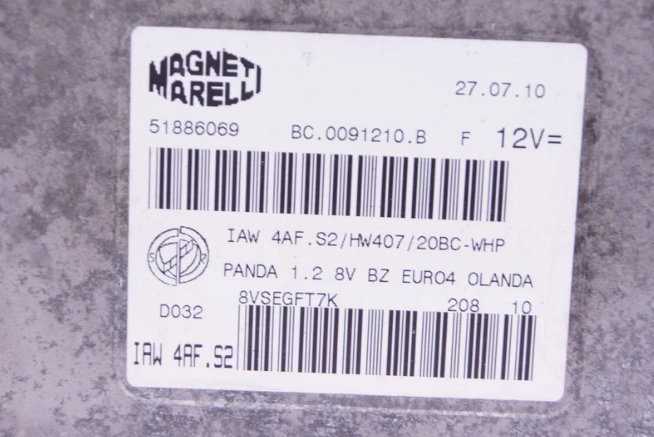 MAGNETI
MARELLI
27.07.10
51886069 BC.0091210.B F 12V=
IAW 4AF.S2/HW407/20BC-WHP
PANDA 1.2 8V BZ EURO4 OLANDA
8VSEGFT7K 208 10
D032
IAW 4AF.S2